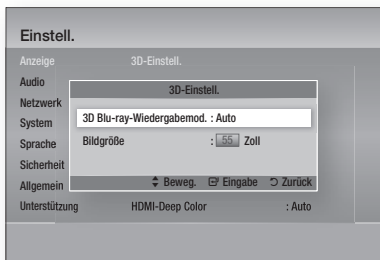 Einstell.
Anzeige 3D-Einstell.
Audio
3D-Einstell.
Netzwerk
3D Blu-ray-Wiedergabemod. : Auto
System
Bildgröße : 55 Zoll
Sprache
Sicherheit
Allgemein Beweg. Eingabe Zurück
Unterstützung HDMI-Deep Color : Auto